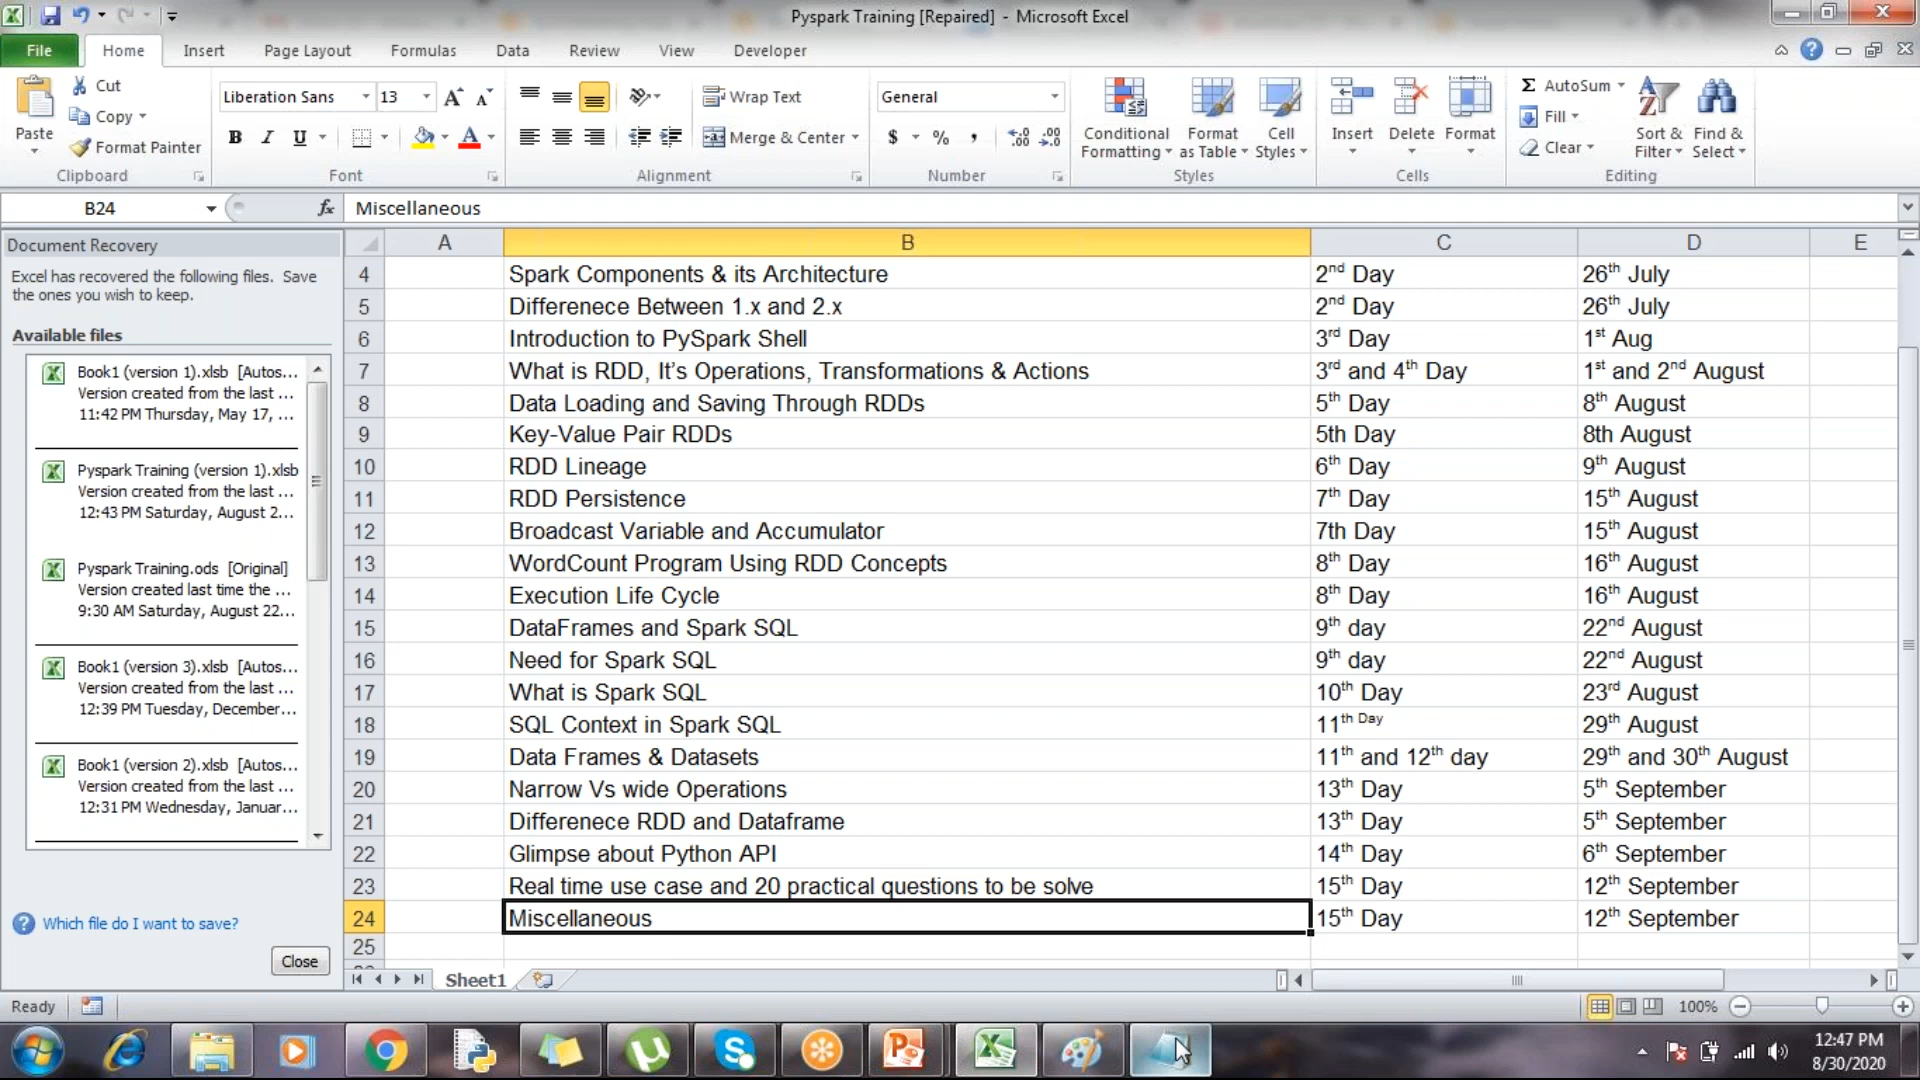 Pyspark Training [Repaired] - Microsoft Excel
File Home Insert Page Layout Formulas Data Review View Developer
Cut
Copy
Format Painter
Paste
Clipboard
Liberation Sans 13
B I U
Font
Wrap Text
Merge & Center
Alignment
General
$ % ,
Number
Conditional Formatting
Format as Table
Cell Styles
Styles
Insert Delete Format
Cells
Σ AutoSum
Fill
Clear
Sort & Filter
Find & Select
Editing
B24 fx Miscellaneous
Document Recovery
Excel has recovered the following files. Save
the ones you wish to keep.
Available files
Book1 (version 1).xlsb [Autos...
Version created from the last ...
11:42 PM Thursday, May 17, ...
Pyspark Training (version 1).xlsb
Version created from the last ...
12:43 PM Saturday, August 2...
Pyspark Training.ods [Original]
Version created last time the ...
9:30 AM Saturday, August 22...
Book1 (version 3).xlsb [Autos...
Version created from the last ...
12:39 PM Tuesday, December...
Book1 (version 2).xlsb [Autos...
Version created from the last ...
12:31 PM Wednesday, Januar...
Which file do I want to save?
Close
A B C D E
4 Spark Components & its Architecture 2nd Day 26th July
5 Differenece Between 1.x and 2.x 2nd Day 26th July
6 Introduction to PySpark Shell 3rd Day 1st Aug
7 What is RDD, It's Operations, Transformations & Actions 3rd and 4th Day 1st and 2nd August
8 Data Loading and Saving Through RDDs 5th Day 8th August
9 Key-Value Pair RDDs 5th Day 8th August
10 RDD Lineage 6th Day 9th August
11 RDD Persistence 7th Day 15th August
12 Broadcast Variable and Accumulator 7th Day 15th August
13 WordCount Program Using RDD Concepts 8th Day 16th August
14 Execution Life Cycle 8th Day 16th August
15 DataFrames and Spark SQL 9th day 22nd August
16 Need for Spark SQL 9th day 22nd August
17 What is Spark SQL 10th Day 23rd August
18 SQL Context in Spark SQL 11th Day 29th August
19 Data Frames & Datasets 11th and 12th day 29th and 30th August
20 Narrow Vs wide Operations 13th Day 5th September
21 Differenece RDD and Dataframe 13th Day 5th September
22 Glimpse about Python API 14th Day 6th September
23 Real time use case and 20 practical questions to be solve 15th Day 12th September
24 Miscellaneous 15th Day 12th September
25
Sheet1
Ready 100%
12:47 PM
8/30/2020